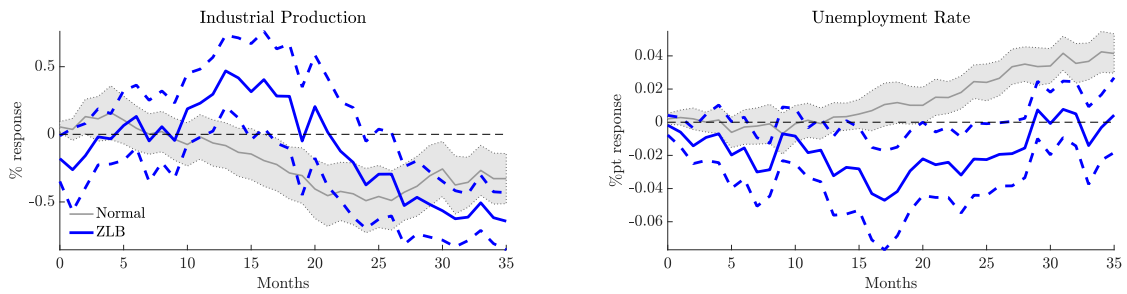 Industrial Production
% response
0.5
0
-0.5
Normal
ZLB
0 5 10 15 20 25 30 35
Months
Unemployment Rate
%pt response
0.04
0.02
0
-0.02
-0.04
-0.06
0 5 10 15 20 25 30 35
Months